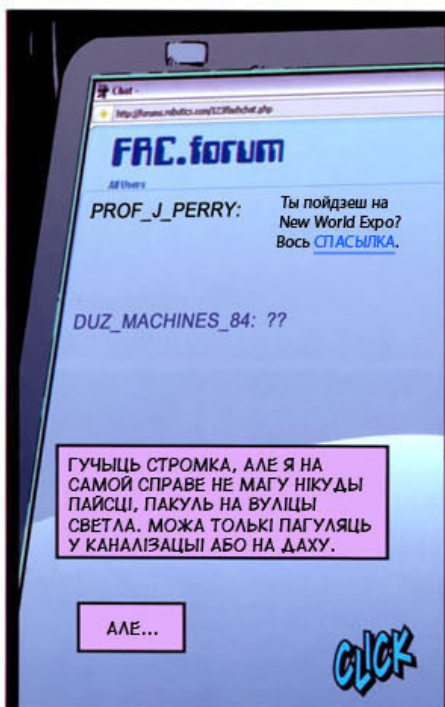 Chat -
http://forums.robotics.com/123flashchat.php
FRC.forum
All Users
PROF_J_PERRY:
Ты пойдзеш на
New World Expo?
Вось СПАСЫЛКА.
DUZ_MACHINES_84: ??
ГУЧЫЦЬ СТРОМКА, АЛЕ Я НА
САМОЙ СПРАВЕ НЕ МАГУ НІКУДЫ
ПАЙСЦІ, ПАКУЛЬ НА ВУЛІЦЫ
СВЕТЛА. МОЖА ТОЛЬКІ ПАГУЛЯЦЬ
У КАНАЛІЗАЦЫІ АБО НА ДАХУ.
АЛЕ...
CLICK